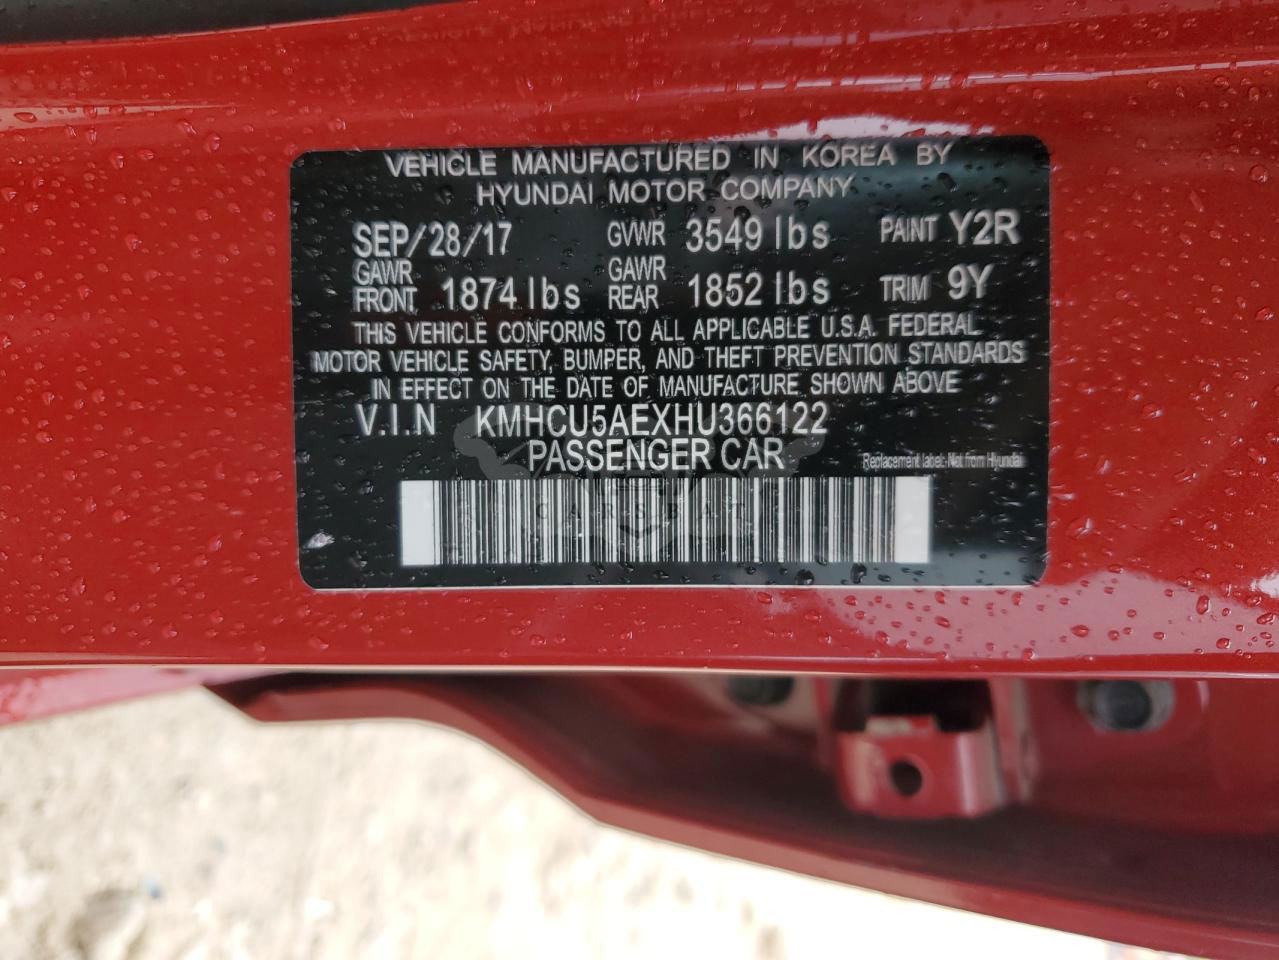 VEHICLE MANUFACTURED IN KOREA BY
HYUNDAI MOTOR COMPANY
SEP/28/17 GVWR 3549 lbs PAINT Y2R
GAWR FRONT 1874 lbs GAWR REAR 1852 lbs TRIM 9Y
THIS VEHICLE CONFORMS TO ALL APPLICABLE U.S.A. FEDERAL
MOTOR VEHICLE SAFETY, BUMPER, AND THEFT PREVENTION STANDARDS
IN EFFECT ON THE DATE OF MANUFACTURE SHOWN ABOVE
V.I.N KMHCU5AEXHU366122
PASSENGER CAR
Replacement label-Not from Hyundai
CARSBAT